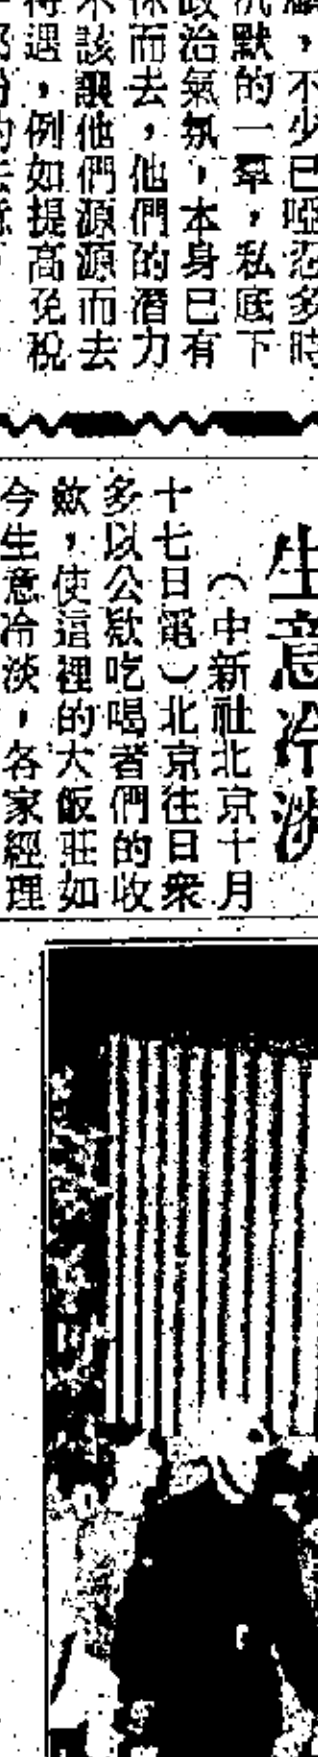 不少已啞忍多時
沉默的一羣，私底下
政治氣氛，本身已有
而去，他們的潛力
不該讓他們源源而去
待遇，例如提高免稅
生意冷淡
（中新社北京十月
十七日電）北京往日衆
多以公款吃喝者們的收
歛，使這裡的大飯莊如
今生意冷淡，各家經理